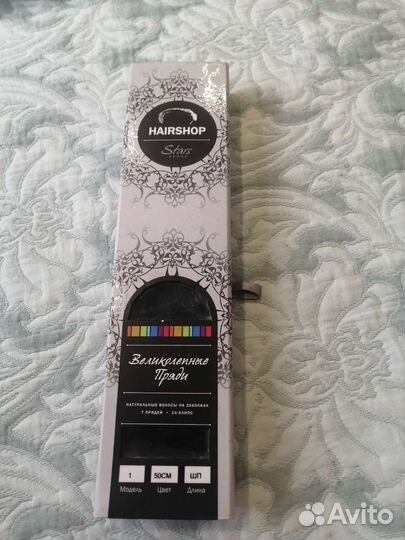 HAIRSHOP
Stars
Великолепные
Пряди
НАТУРАЛЬНЫЕ ВОЛОСЫ НА ЗАКОЛКАХ
7 ПРЯДЕЙ • 14 КЛИПС
1 50СМ ШП
Модель Цвет Длина
Avito